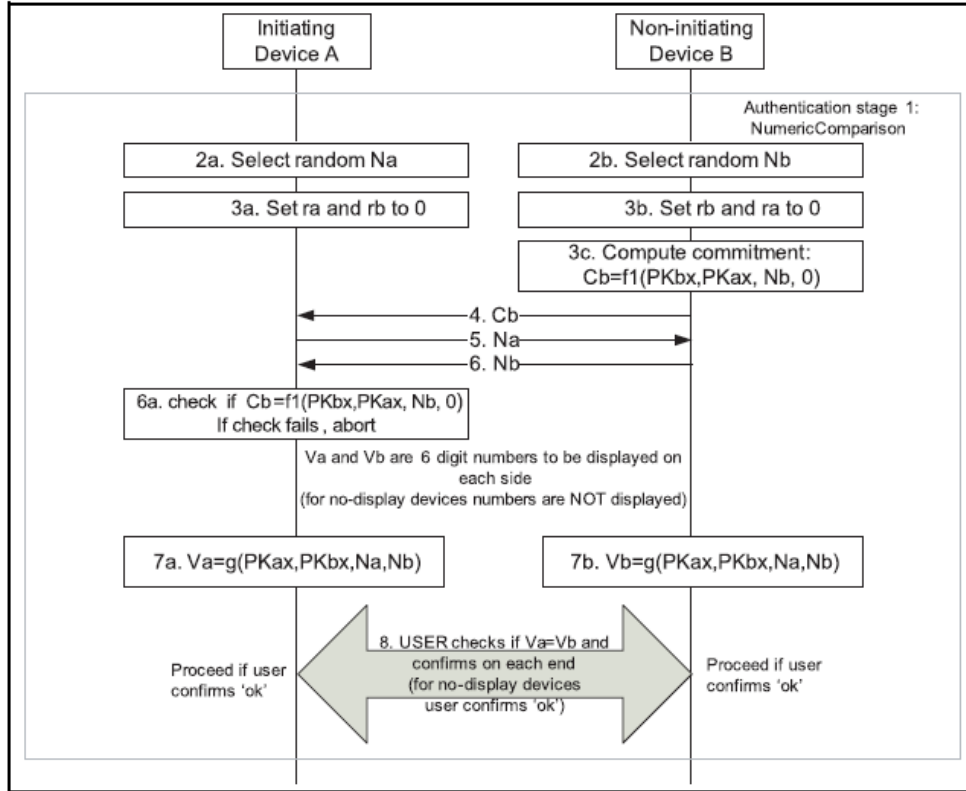 Initiating
Device A
Non-initiating
Device B
Authentication stage 1:
NumericComparison
2a. Select random Na
2b. Select random Nb
3a. Set ra and rb to 0
3b. Set rb and ra to 0
3c. Compute commitment:
Cb=f1(PKbx,PKax, Nb, 0)
4. Cb
5. Na
6. Nb
6a. check if Cb=f1(PKbx,PKax, Nb, 0)
If check fails, abort
Va and Vb are 6 digit numbers to be displayed on
each side
(for no-display devices numbers are NOT displayed)
7a. Va=g(PKax,PKbx,Na,Nb)
7b. Vb=g(PKax,PKbx,Na,Nb)
8. USER checks if Va=Vb and
confirms on each end
(for no-display devices
user confirms 'ok')
Proceed if user
confirms 'ok'
Proceed if user
confirms 'ok'